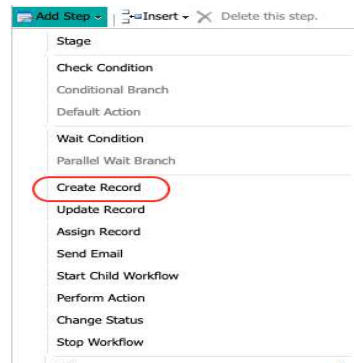 Add Step Insert Delete this step.
Stage
Check Condition
Conditional Branch
Default Action
Wait Condition
Parallel Wait Branch
Create Record
Update Record
Assign Record
Send Email
Start Child Workflow
Perform Action
Change Status
Stop Workflow